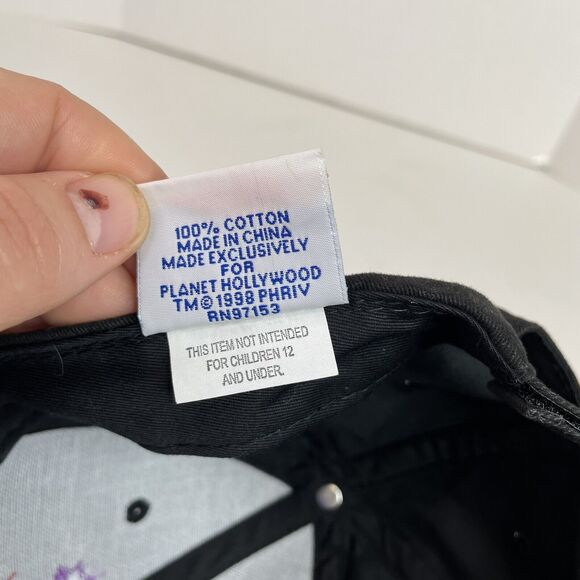 100% COTTON
MADE IN CHINA
MADE EXCLUSIVELY
FOR
PLANET HOLLYWOOD
TM © 1998 PHRIV
RN97153
THIS ITEM NOT INTENDED
FOR CHILDREN 12
AND UNDER.